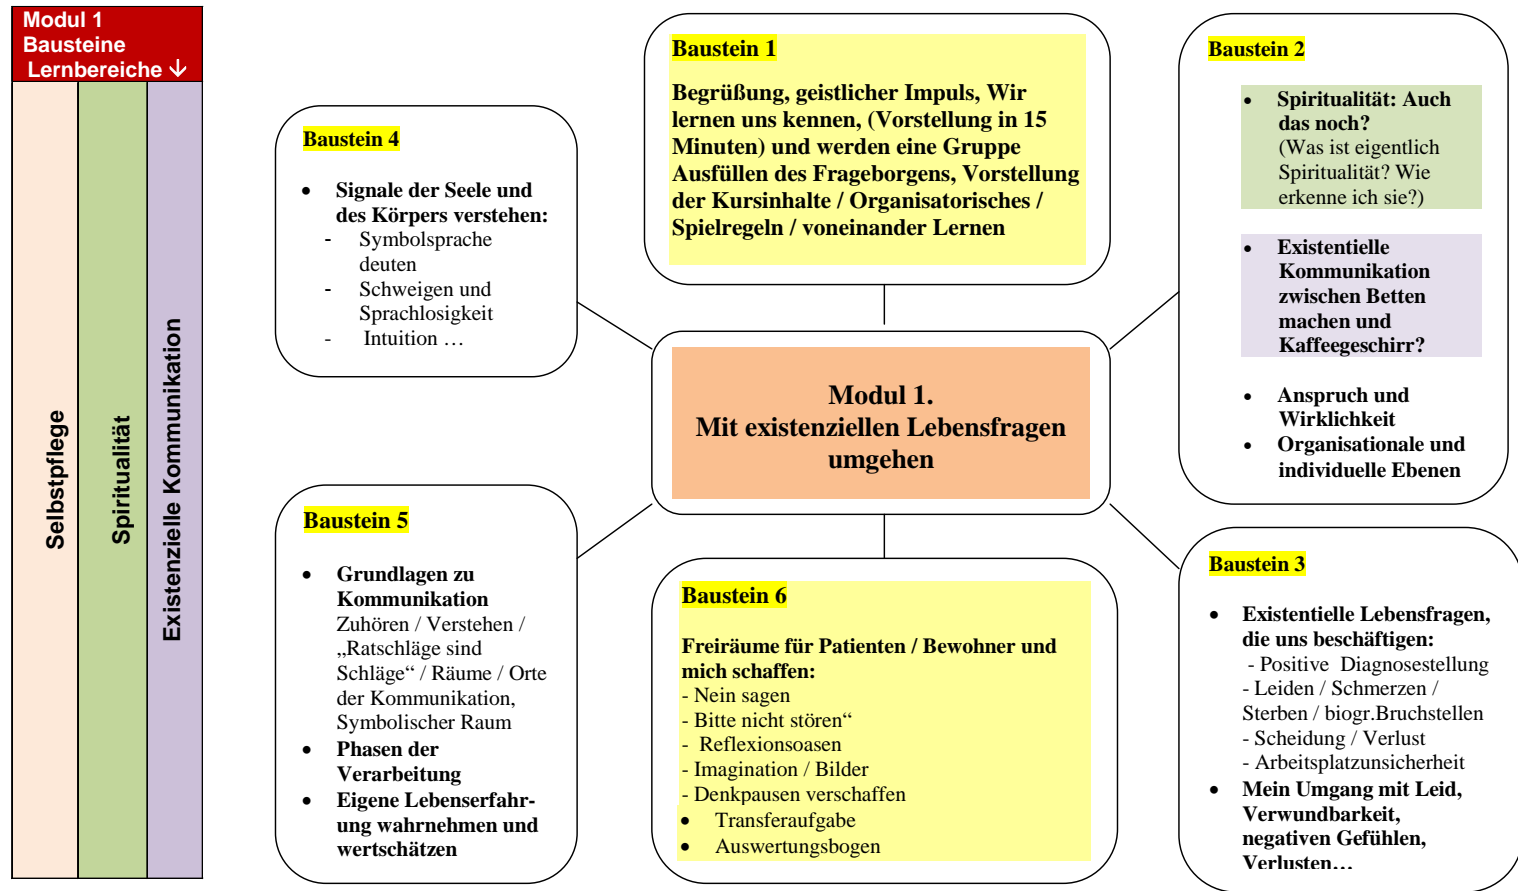 Modul 1
Bausteine
Lernbereiche ↓
Selbstpflege
Spiritualität
Existenzielle Kommunikation
Baustein 1
Begrüßung, geistlicher Impuls, Wir
lernen uns kennen, (Vorstellung in 15
Minuten) und werden eine Gruppe
Ausfüllen des Frageborgens, Vorstellung
der Kursinhalte / Organisatorisches /
Spielregeln / voneinander Lernen
Baustein 2
• Spiritualität: Auch
das noch?
(Was ist eigentlich
Spiritualität? Wie
erkenne ich sie?)
• Existentielle
Kommunikation
zwischen Betten
machen und
Kaffeegeschirr?
• Anspruch und
Wirklichkeit
• Organisationale und
individuelle Ebenen
Baustein 4
• Signale der Seele und
des Körpers verstehen:
- Symbolsprache
deuten
- Schweigen und
Sprachlosigkeit
- Intuition …
Modul 1.
Mit existenziellen Lebensfragen
umgehen
Baustein 5
• Grundlagen zu
Kommunikation
Zuhören / Verstehen /
„Ratschläge sind
Schläge“ / Räume / Orte
der Kommunikation,
Symbolischer Raum
• Phasen der
Verarbeitung
• Eigene Lebenserfahr-
ung wahrnehmen und
wertschätzen
Baustein 6
Freiräume für Patienten / Bewohner und
mich schaffen:
- Nein sagen
- Bitte nicht stören“
- Reflexionsoasen
- Imagination / Bilder
- Denkpausen verschaffen
• Transferaufgabe
• Auswertungsbogen
Baustein 3
• Existentielle Lebensfragen,
die uns beschäftigen:
- Positive Diagnosestellung
- Leiden / Schmerzen /
Sterben / biogr.Bruchstellen
- Scheidung / Verlust
- Arbeitsplatzunsicherheit
• Mein Umgang mit Leid,
Verwundbarkeit,
negativen Gefühlen,
Verlusten…